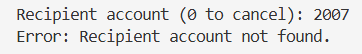 Recipient account (0 to cancel): 2007
Error: Recipient account not found.